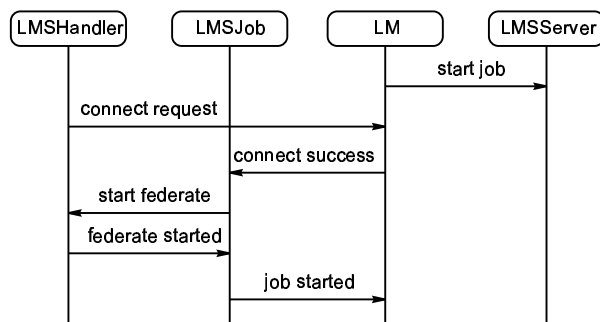 LMSHandler LMSJob LM LMSServer
start job
connect request
connect success
start federate
federate started
job started